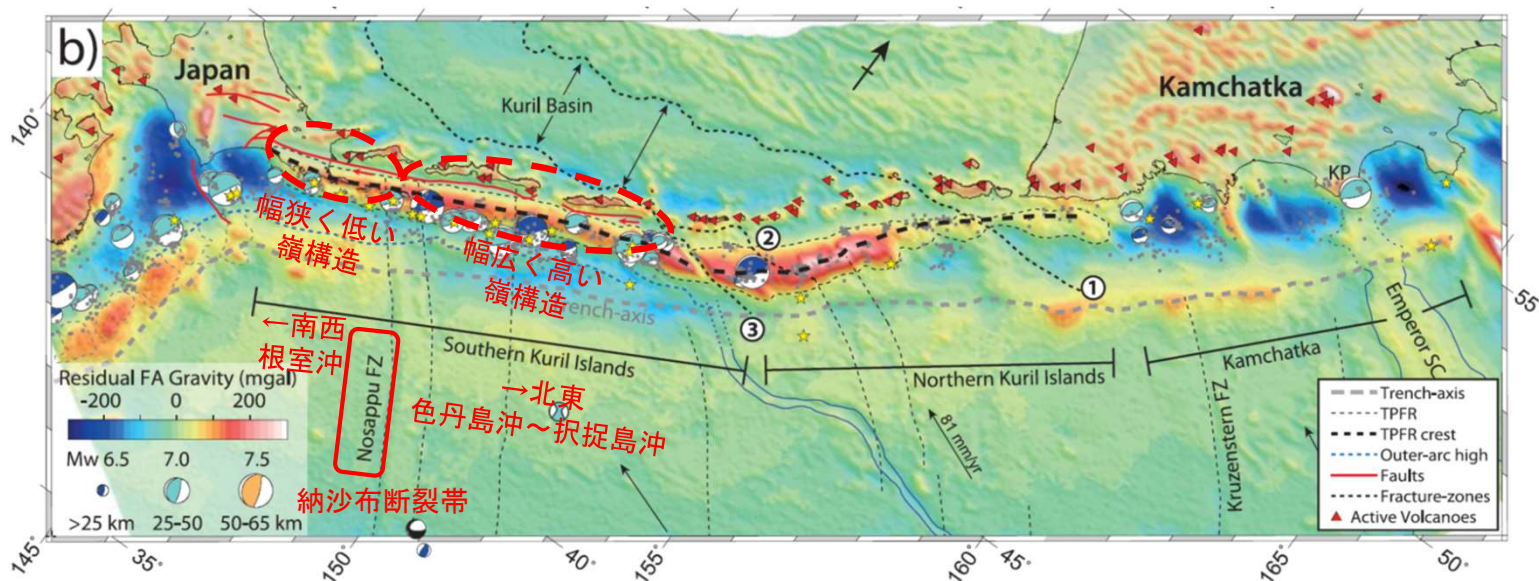 b)
Japan
Kuril Basin
Kamchatka
KP
140°
幅狭く低い
嶺構造
幅広く高い
嶺構造
Trench-axis
②
①
③
←南西
根室沖
Southern Kuril Islands
Northern Kuril Islands
Kamchatka
Emperor SC
55
Nosappu FZ
→北東
色丹島沖～択捉島沖
81 mm/yr
Kruzenstern FZ
納沙布断裂帯
Residual FA Gravity (mgal)
-200 0 200
Mw 6.5 7.0 7.5
>25 km 25-50 50-65 km
Trench-axis
TPFR
TPFR crest
Outer-arc high
Faults
Fracture-zones
Active Volcanoes
145° 35° 150° 40° 155° 160° 45° 165° 50°